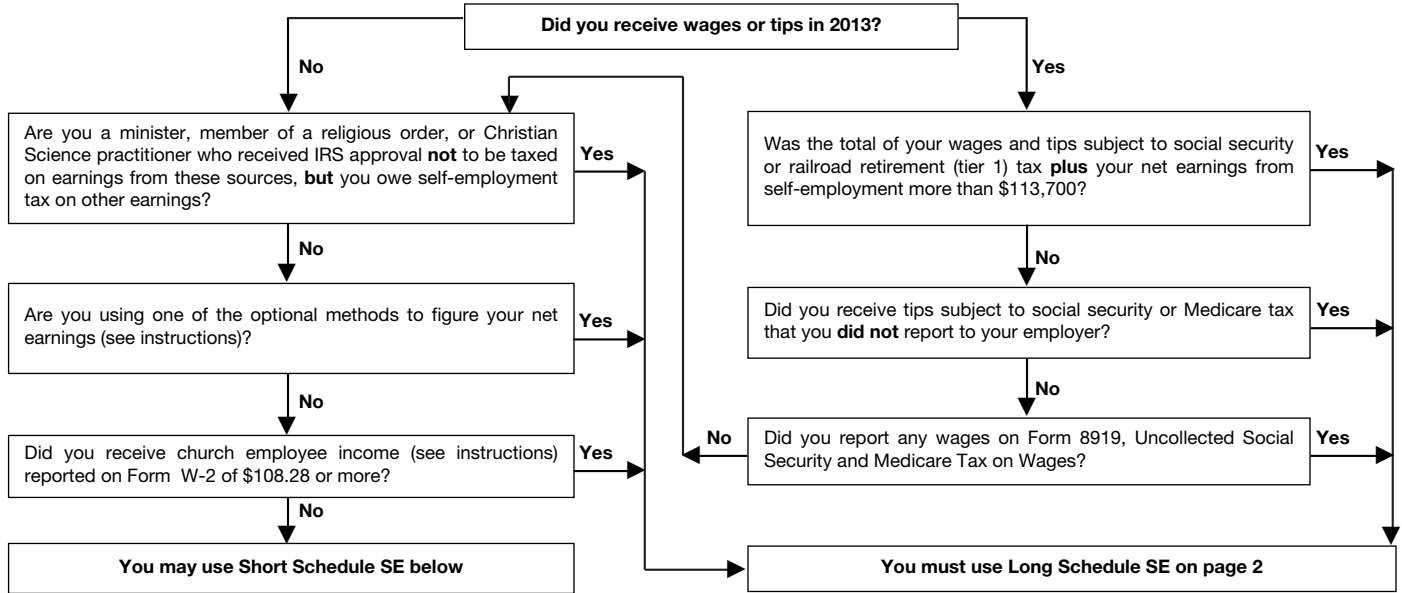 Did you receive wages or tips in 2013?
No
Yes
Are you a minister, member of a religious order, or Christian
Science practitioner who received IRS approval not to be taxed
on earnings from these sources, but you owe self-employment
tax on other earnings?
Yes
Was the total of your wages and tips subject to social security
or railroad retirement (tier 1) tax plus your net earnings from
self-employment more than $113,700?
Yes
No
No
Are you using one of the optional methods to figure your net
earnings (see instructions)?
Yes
Did you receive tips subject to social security or Medicare tax
that you did not report to your employer?
Yes
No
No
Did you receive church employee income (see instructions)
reported on Form W-2 of $108.28 or more?
Yes
No
Did you report any wages on Form 8919, Uncollected Social
Security and Medicare Tax on Wages?
Yes
No
You may use Short Schedule SE below
You must use Long Schedule SE on page 2